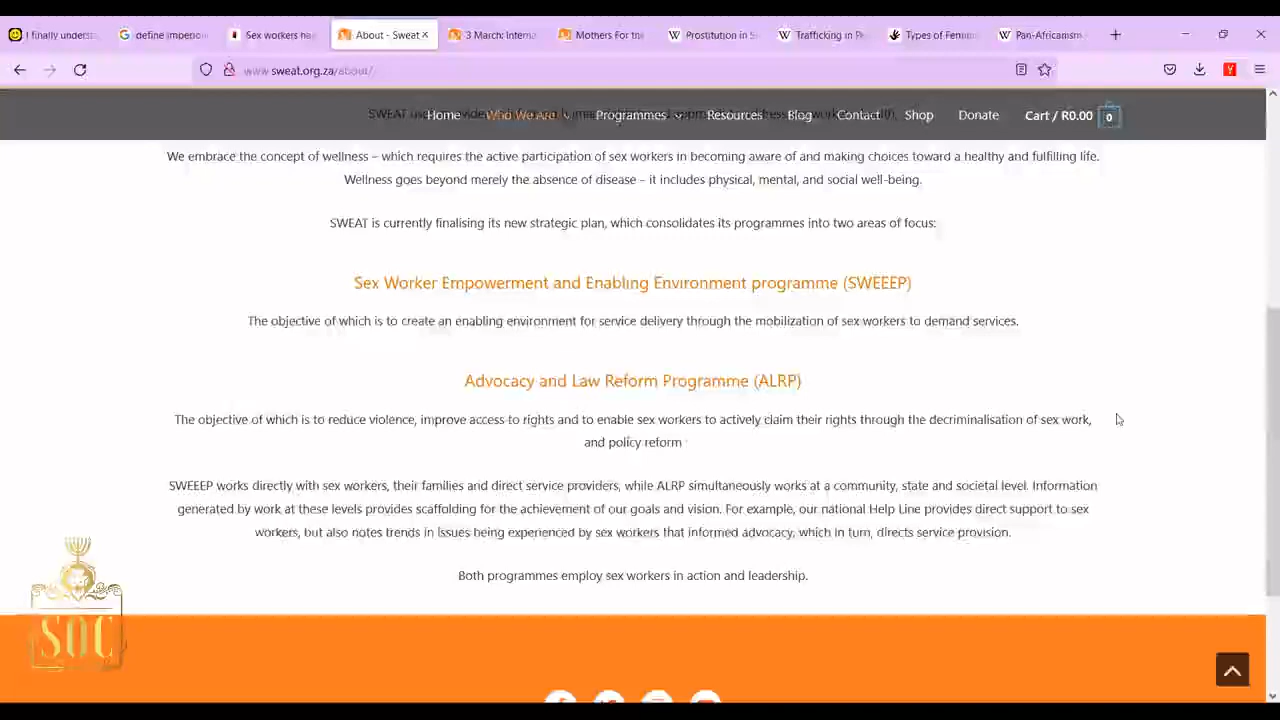 I finally underst
define imperio
Sex workers ha
About - Sweat
3 March: Interna
Mothers For the
Prostitution in S
Trafficking in Pe
Types of Femin
Pan-Africanism
www.sweat.org.za/about/
Home Who We Are Programmes Resources Blog Contact Shop Donate Cart / R0.00 0
We embrace the concept of wellness – which requires the active participation of sex workers in becoming aware of and making choices toward a healthy and fulfilling life.
Wellness goes beyond merely the absence of disease – it includes physical, mental, and social well-being.
SWEAT is currently finalising its new strategic plan, which consolidates its programmes into two areas of focus:
Sex Worker Empowerment and Enabling Environment programme (SWEEEP)
The objective of which is to create an enabling environment for service delivery through the mobilization of sex workers to demand services.
Advocacy and Law Reform Programme (ALRP)
The objective of which is to reduce violence, improve access to rights and to enable sex workers to actively claim their rights through the decriminalisation of sex work,
and policy reform
SWEEEP works directly with sex workers, their families and direct service providers, while ALRP simultaneously works at a community, state and societal level. Information
generated by work at these levels provides scaffolding for the achievement of our goals and vision. For example, our national Help Line provides direct support to sex
workers, but also notes trends in issues being experienced by sex workers that informed advocacy, which in turn, directs service provision.
Both programmes employ sex workers in action and leadership.
SOC